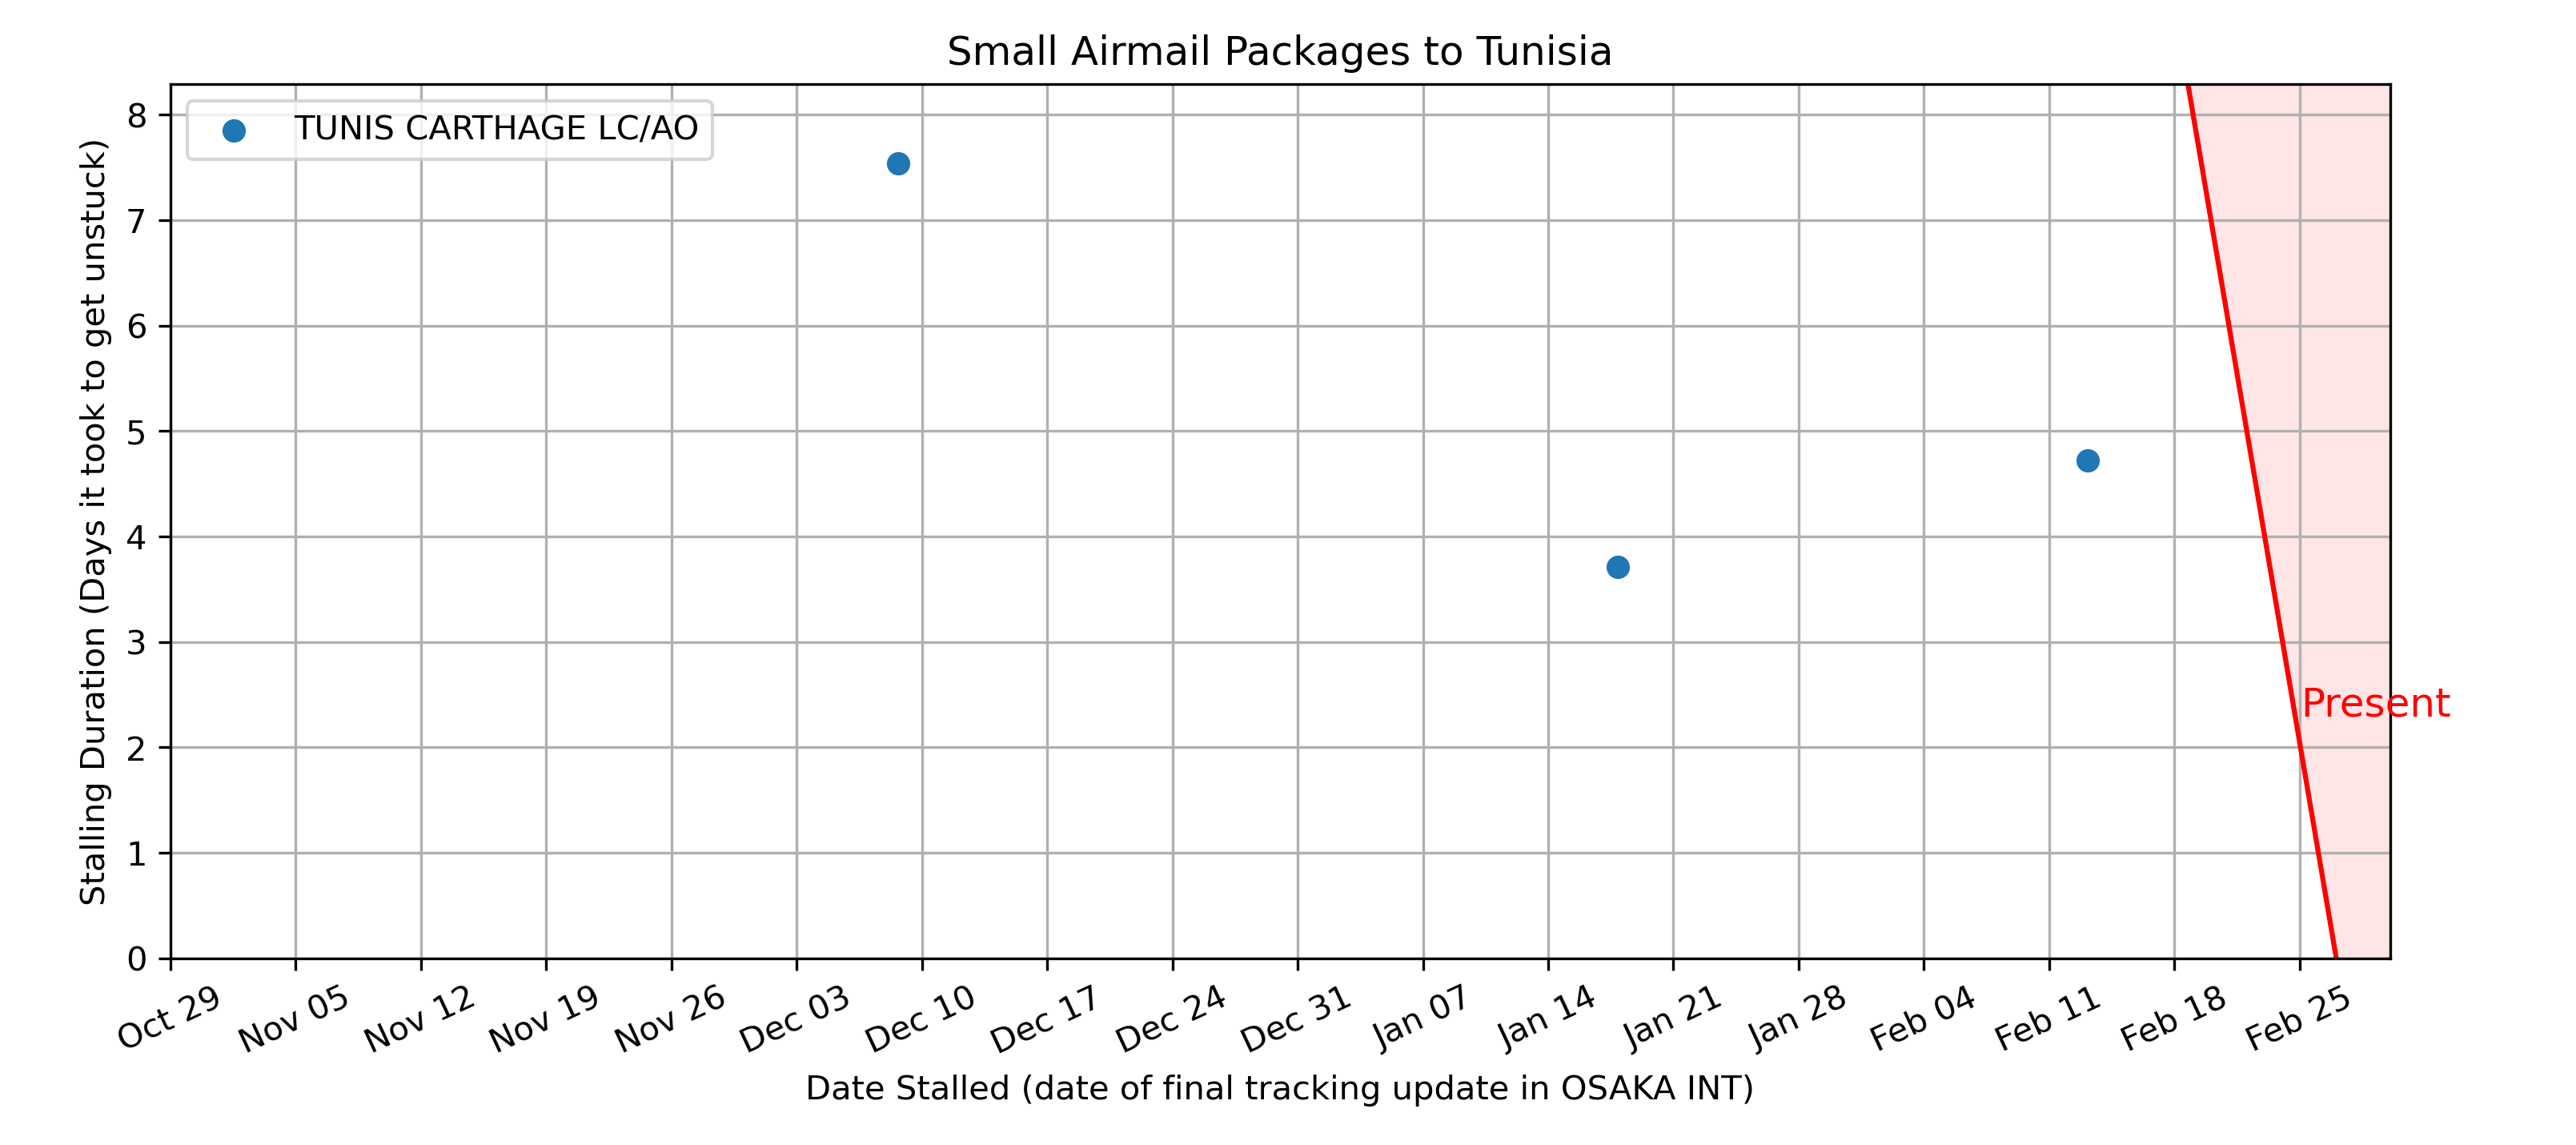 Small Airmail Packages to Tunisia
TUNIS CARTHAGE LC/AO
Stalling Duration (Days it took to get unstuck)
8
7
6
5
4
3
2
1
0
Present
Oct 29 Nov 05 Nov 12 Nov 19 Nov 26 Dec 03 Dec 10 Dec 17 Dec 24 Dec 31 Jan 07 Jan 14 Jan 21 Jan 28 Feb 04 Feb 11 Feb 18 Feb 25
Date Stalled (date of final tracking update in OSAKA INT)